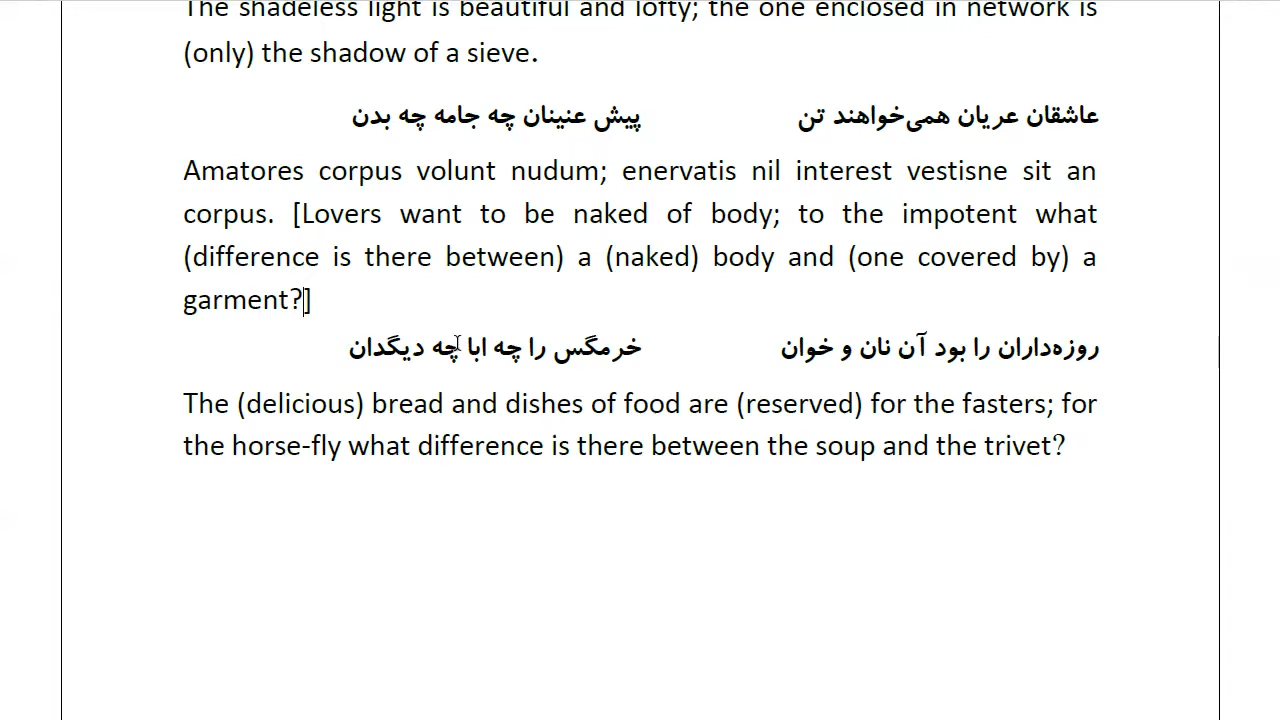 The shadeless light is beautiful and lofty; the one enclosed in network is
(only) the shadow of a sieve.
عاشقان عریان همی‌خواهند تن پیش عنینان چه جامه چه بدن
Amatores corpus volunt nudum; enervatis nil interest vestisne sit an
corpus. [Lovers want to be naked of body; to the impotent what
(difference is there between) a (naked) body and (one covered by) a
garment?]
روزه‌داران را بود آن نان و خوان خرمگس را چه ابا چه دیگدان
The (delicious) bread and dishes of food are (reserved) for the fasters; for
the horse-fly what difference is there between the soup and the trivet?